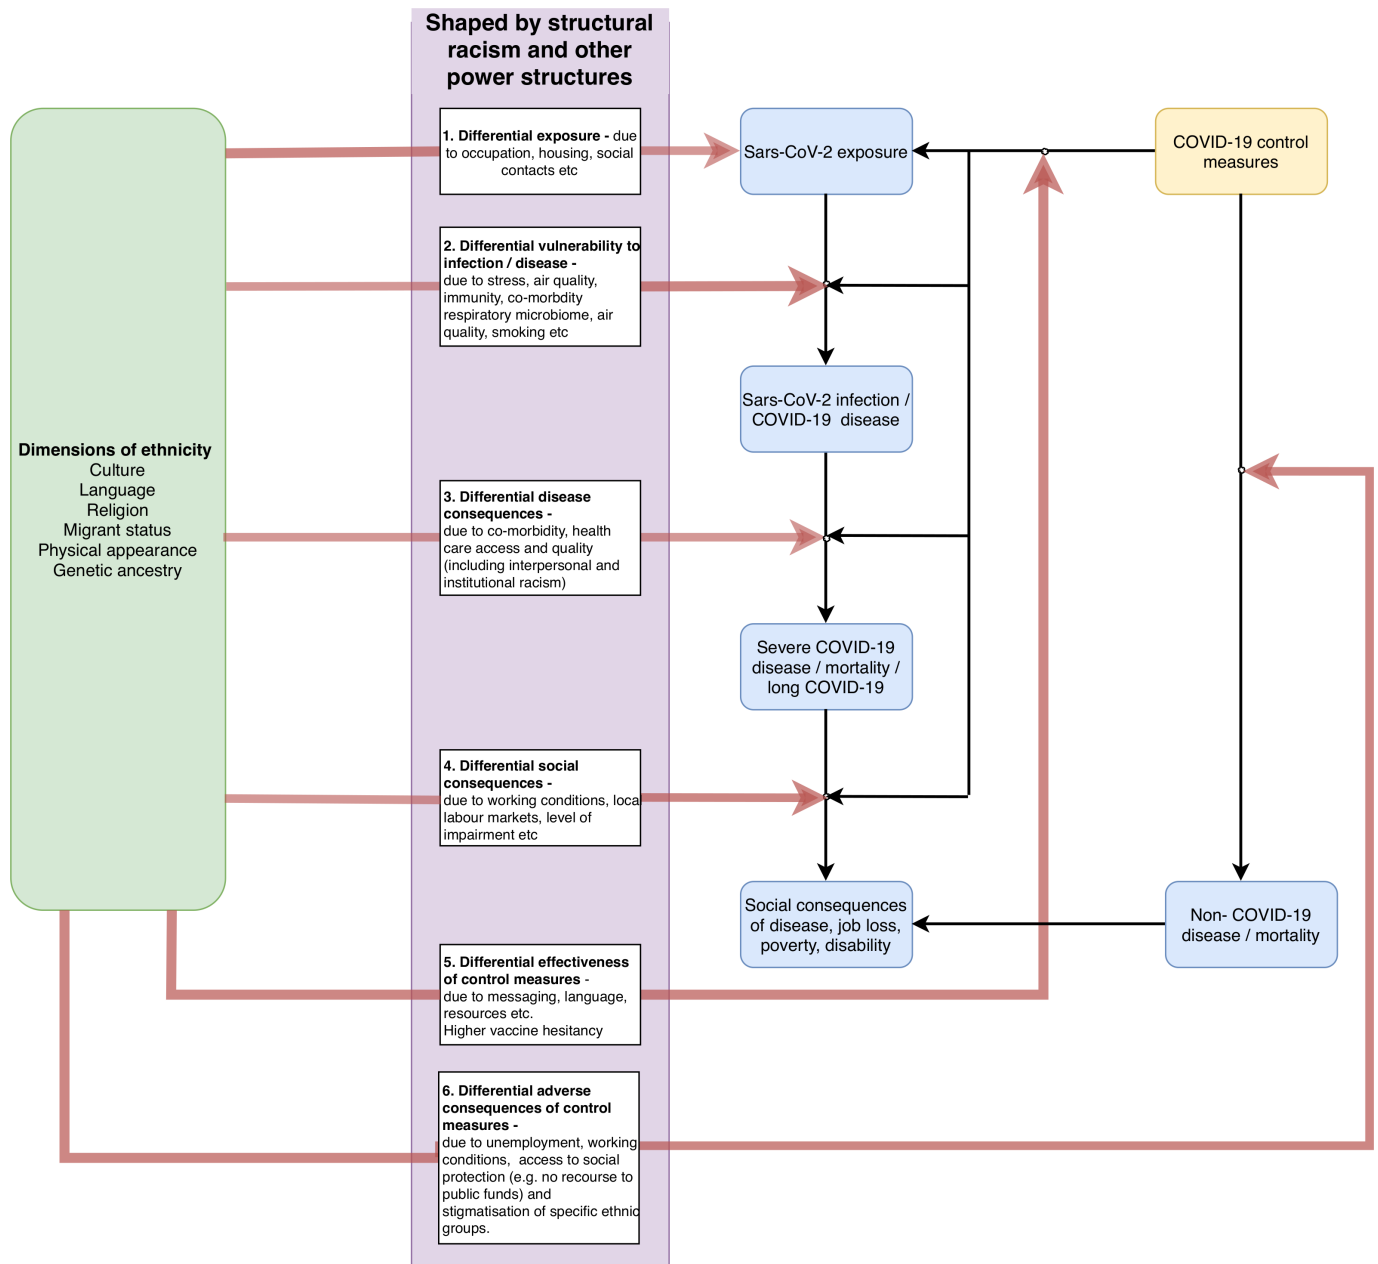 Shaped by structural
racism and other
power structures
Dimensions of ethnicity
Culture
Language
Religion
Migrant status
Physical appearance
Genetic ancestry
1. Differential exposure - due
to occupation, housing, social
contacts etc
2. Differential vulnerability to
infection / disease -
due to stress, air quality,
immunity, co-morbdity
respiratory microbiome, air
quality, smoking etc
3. Differential disease
consequences -
due to co-morbidity, health
care access and quality
(including interpersonal and
institutional racism)
4. Differential social
consequences -
due to working conditions, loca
labour markets, level of
impairment etc
5. Differential effectiveness
of control measures -
due to messaging, language,
resources etc.
Higher vaccine hesitancy
6. Differential adverse
consequences of control
measures -
due to unemployment, working
conditions, access to social
protection (e.g. no recourse to
public funds) and
stigmatisation of specific ethnic
groups.
Sars-CoV-2 exposure
Sars-CoV-2 infection /
COVID-19 disease
Severe COVID-19
disease / mortality /
long COVID-19
Social consequences
of disease, job loss,
poverty, disability
COVID-19 control
measures
Non- COVID-19
disease / mortality